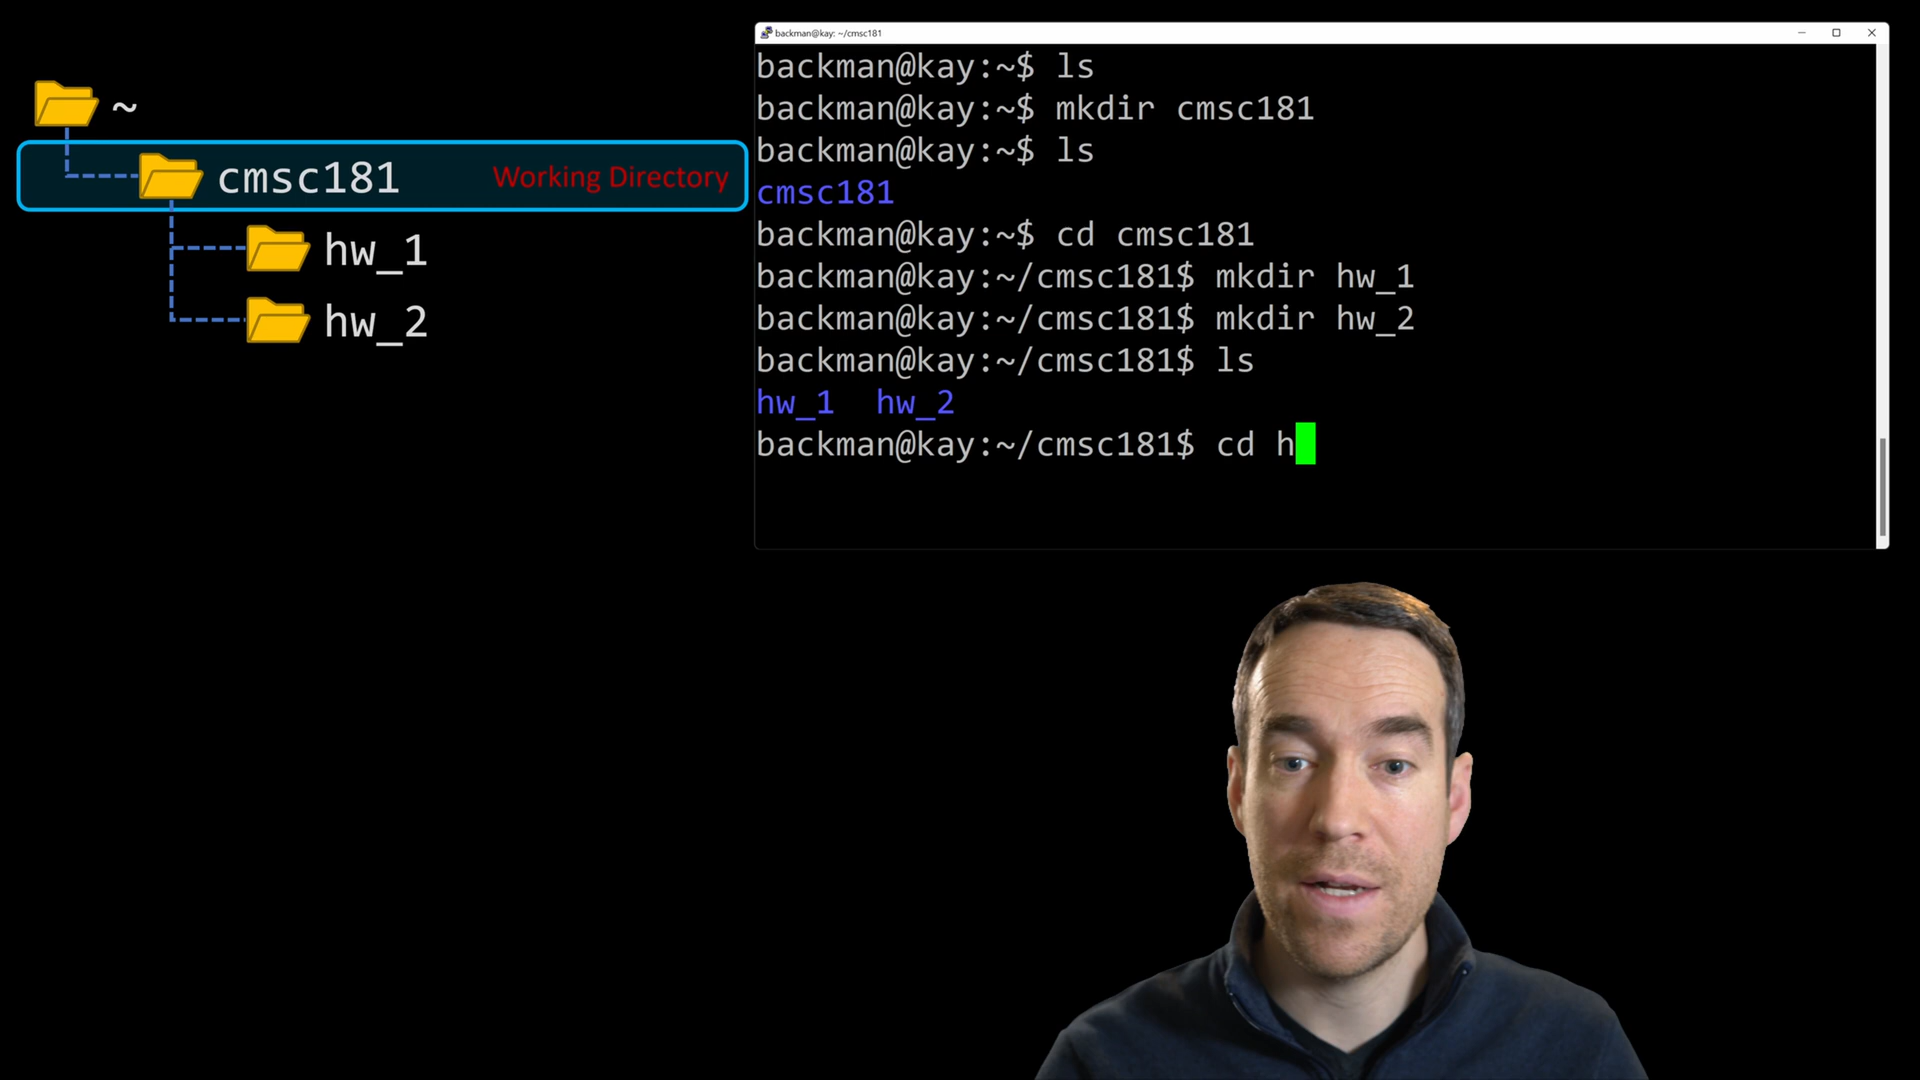 ~
cmsc181 Working Directory
hw_1
hw_2
backman@kay: ~/cmsc181
backman@kay:~$ ls
backman@kay:~$ mkdir cmsc181
backman@kay:~$ ls
cmsc181
backman@kay:~$ cd cmsc181
backman@kay:~/cmsc181$ mkdir hw_1
backman@kay:~/cmsc181$ mkdir hw_2
backman@kay:~/cmsc181$ ls
hw_1 hw_2
backman@kay:~/cmsc181$ cd h